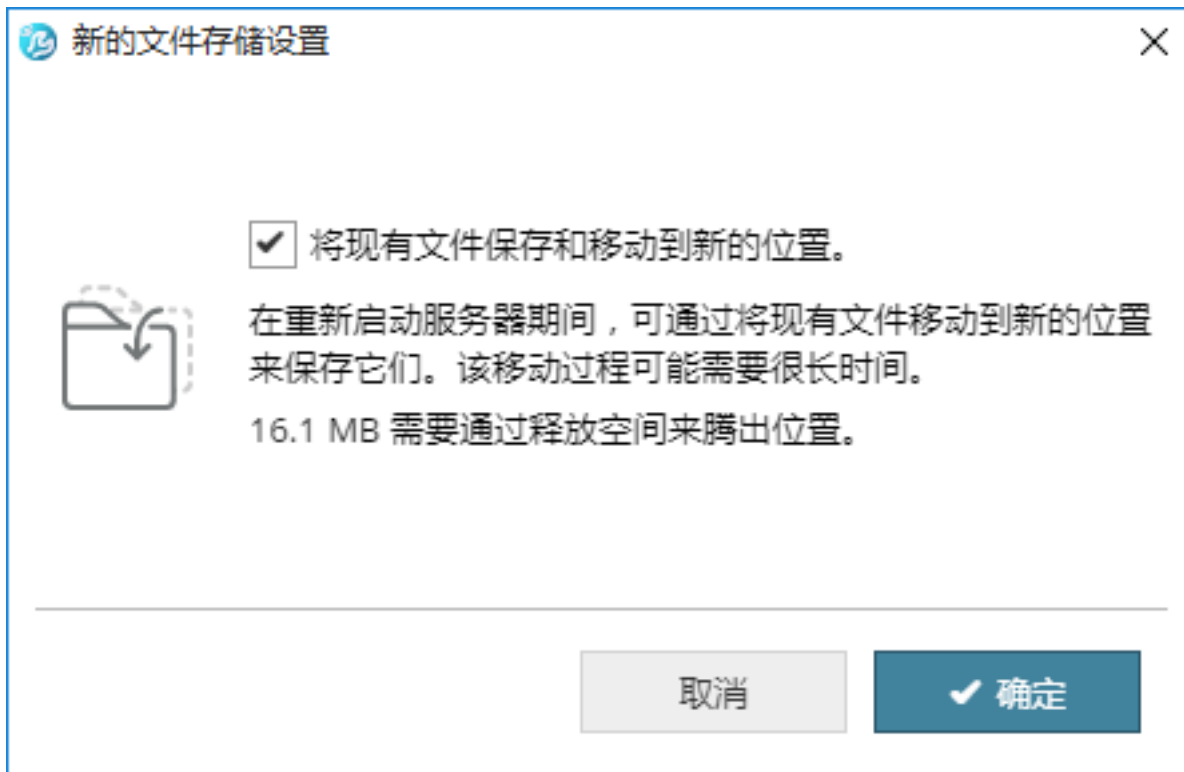 新的文件存储设置
将现有文件保存和移动到新的位置。
在重新启动服务器期间，可通过将现有文件移动到新的位置
来保存它们。该移动过程可能需要很长时间。
16.1 MB 需要通过释放空间来腾出位置。
取消
确定